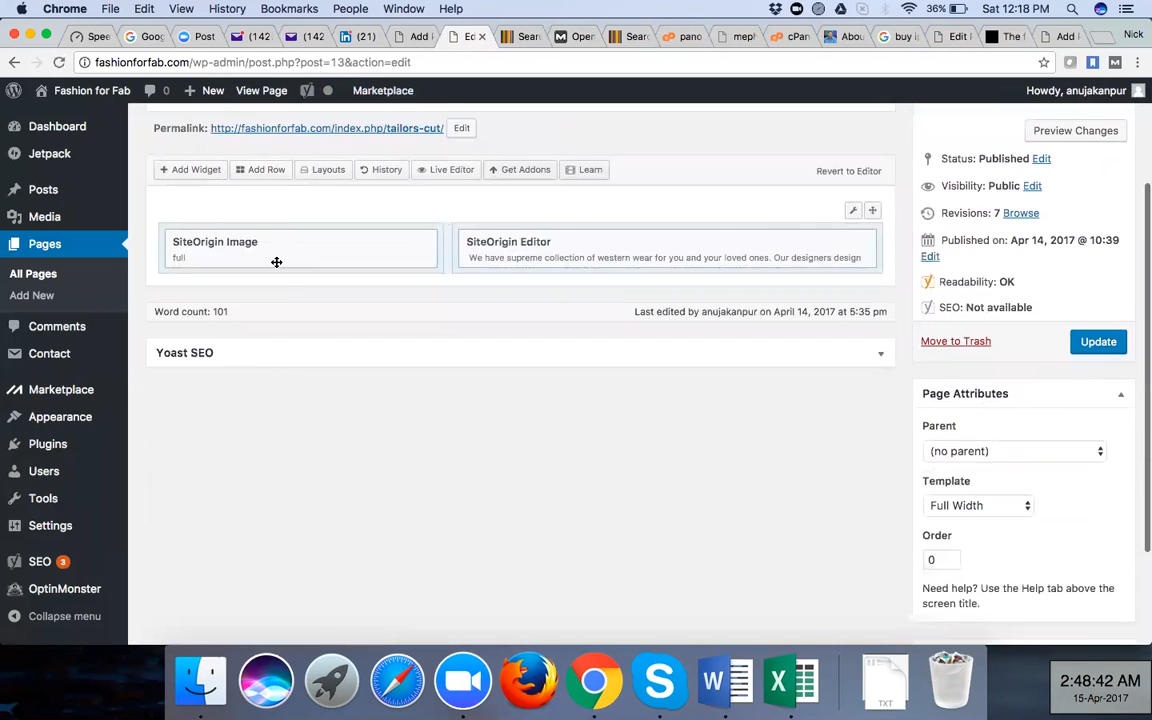 Chrome File Edit View History Bookmarks People Window Help 36% Sat 12:18 PM
Spee Goog Post (142 (142 (21) Add Ed Sear Open Sear pano mepl cPan Abou buy is Edit The f Add Nick
fashionforfab.com/wp-admin/post.php?post=13&action=edit
Fashion for Fab 0 New View Page Marketplace Howdy, anujakanpur
Dashboard
Jetpack
Posts
Media
Pages
All Pages
Add New
Comments
Contact
Marketplace
Appearance
Plugins
Users
Tools
Settings
SEO 3
OptinMonster
Collapse menu
Permalink: http://fashionforfab.com/index.php/tailors-cut/ Edit
Add Widget Add Row Layouts History Live Editor Get Addons Learn Revert to Editor
SiteOrigin Image
full
SiteOrigin Editor
We have supreme collection of western wear for you and your loved ones. Our designers design
Word count: 101 Last edited by anujakanpur on April 14, 2017 at 5:35 pm
Yoast SEO
Preview Changes
Status: Published Edit
Visibility: Public Edit
Revisions: 7 Browse
Published on: Apr 14, 2017 @ 10:39
Edit
Readability: OK
SEO: Not available
Move to Trash Update
Page Attributes
Parent
(no parent)
Template
Full Width
Order
0
Need help? Use the Help tab above the
screen title.
TXT
2:48:42 AM
15-Apr-2017